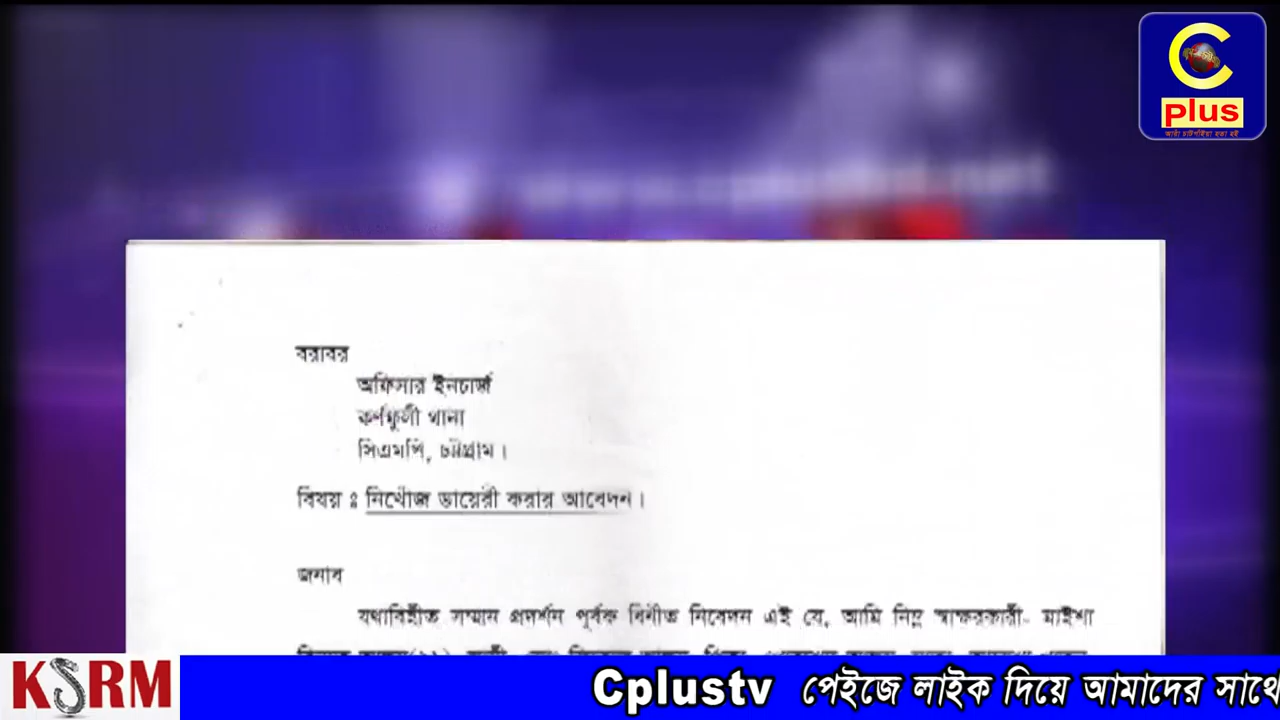 C
plus
বরাবর
অফিসার ইনচার্জ
কর্ণফুলী থানা
সিএমপি, চট্টগ্রাম।
বিষয় ঃ নিখোঁজ ডায়েরী করার আবেদন।
জনাব
যথাবিহীত সম্মান প্রদর্শন পূর্বক বিনীত নিবেদন এই যে, আমি নিম্ন স্বাক্ষরকারী- মাইশা
KSRM
Cplustv পেইজে লাইক দিয়ে আমাদের সাথে